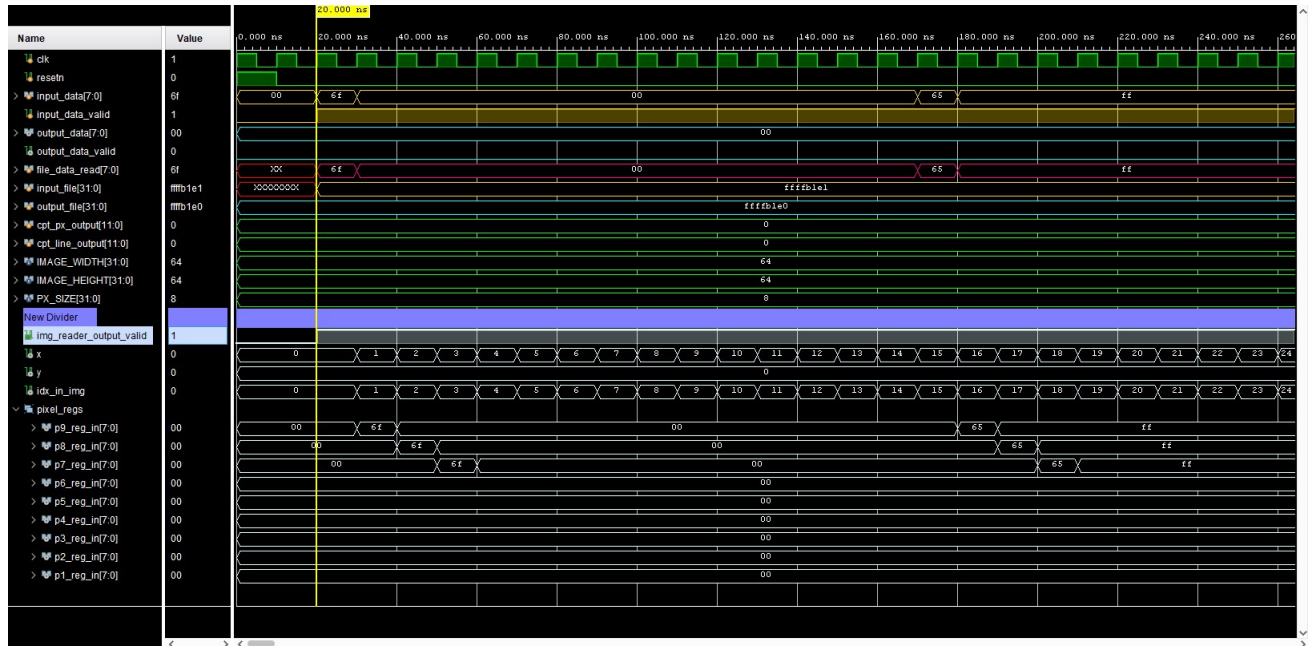 20.000 ns
Name Value 0.000 ns 20.000 ns 40.000 ns 60.000 ns 80.000 ns 100.000 ns 120.000 ns 140.000 ns 160.000 ns 180.000 ns 200.000 ns 220.000 ns 240.000 ns 260
clk 1
resetn 0
input_data[7:0] 6f 00 6f 00 65 ff
input_data_valid 1
output_data[7:0] 00 00
output_data_valid 0
file_data_read[7:0] 6f XX 6f 00 65 ff
input_file[31:0] ffffb1e1 XXXXXXXX ffffb1e1
output_file[31:0] ffffb1e0 ffffb1e0
cpt_px_output[11:0] 0 0
cpt_line_output[11:0] 0 0
IMAGE_WIDTH[31:0] 64 64
IMAGE_HEIGHT[31:0] 64 64
PX_SIZE[31:0] 8 8
New Divider
img_reader_output_valid 1
x 0 0 1 2 3 4 5 6 7 8 9 10 11 12 13 14 15 16 17 18 19 20 21 22 23 24
y 0 0
idx_in_img 0 0 1 2 3 4 5 6 7 8 9 10 11 12 13 14 15 16 17 18 19 20 21 22 23 24
pixel_regs
p9_reg_in[7:0] 00 00 6f 00 65 ff
p8_reg_in[7:0] 00 00 6f 00 65 ff
p7_reg_in[7:0] 00 00 6f 00 65 ff
p6_reg_in[7:0] 00 00
p5_reg_in[7:0] 00 00
p4_reg_in[7:0] 00 00
p3_reg_in[7:0] 00 00
p2_reg_in[7:0] 00 00
p1_reg_in[7:0] 00 00